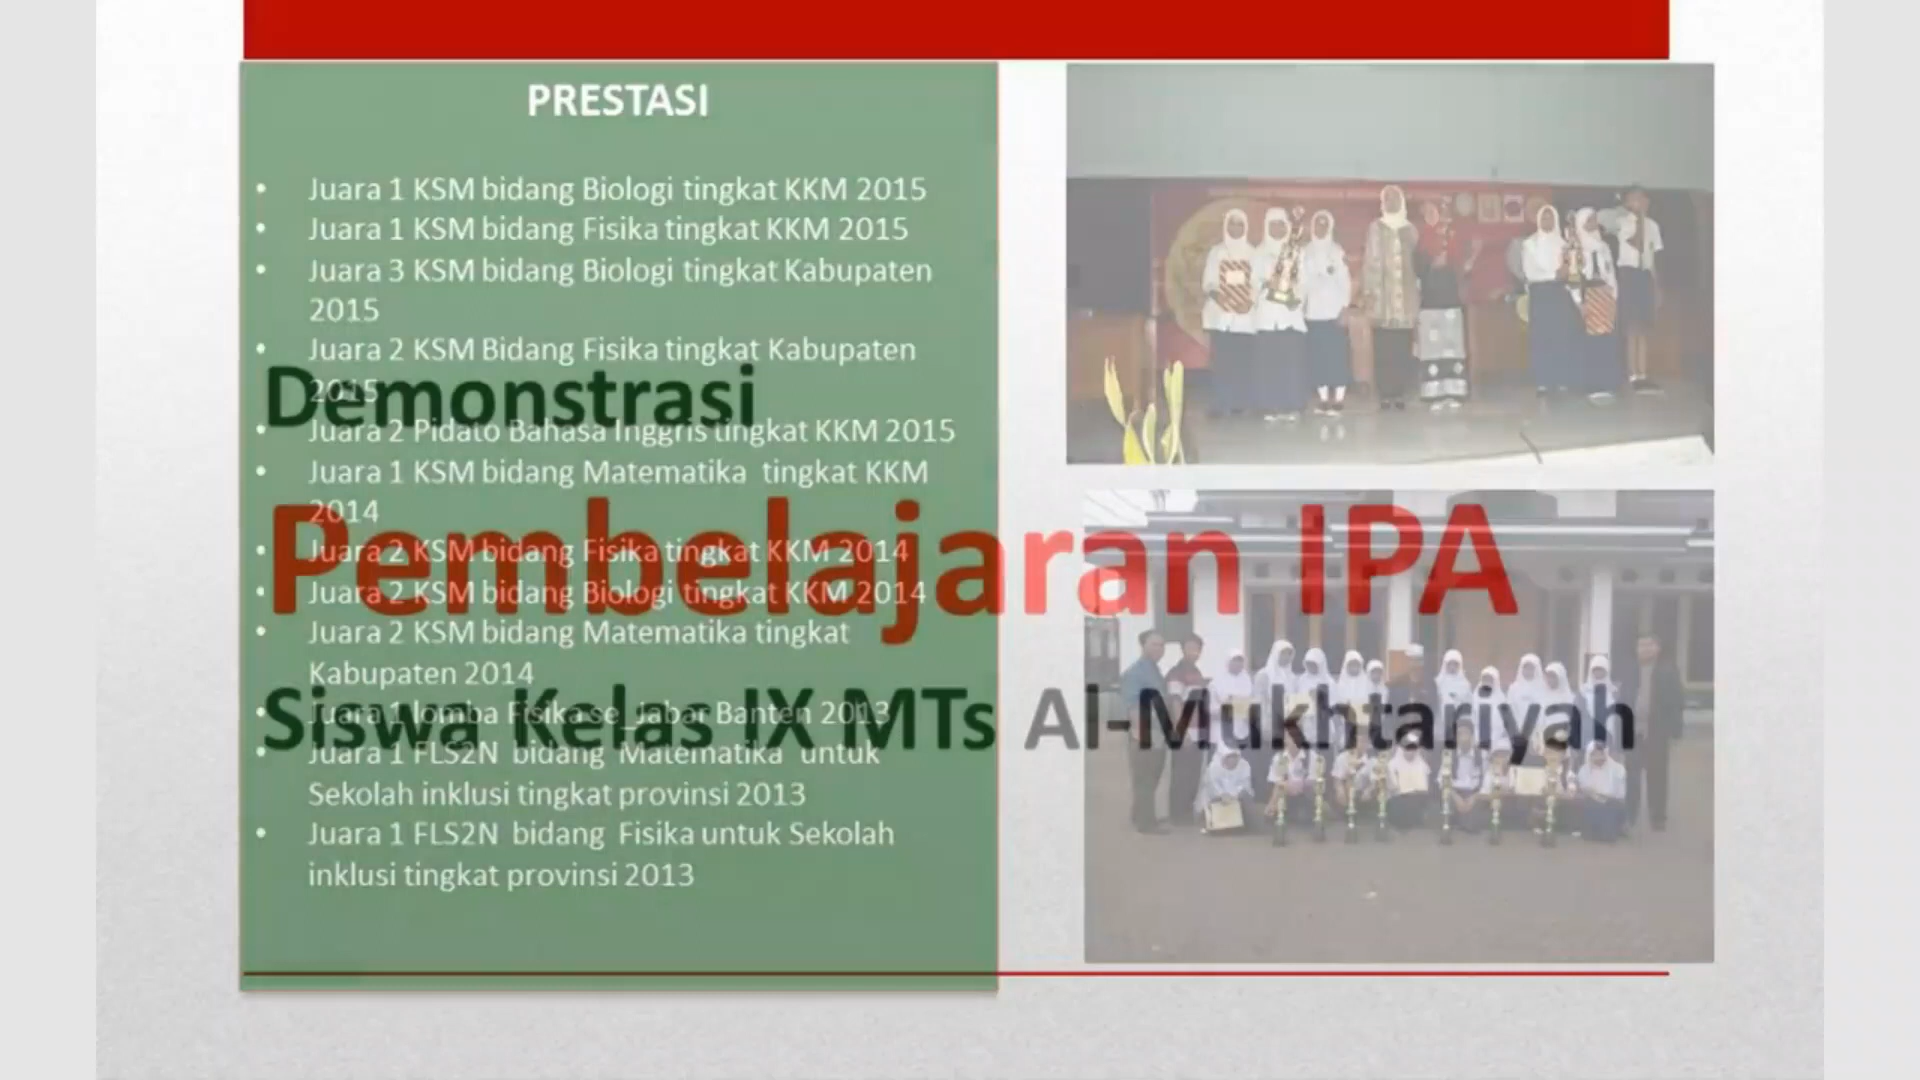 PRESTASI
• Juara 1 KSM bidang Biologi tingkat KKM 2015
• Juara 1 KSM bidang Fisika tingkat KKM 2015
• Juara 3 KSM bidang Biologi tingkat Kabupaten
2015
• Juara 2 KSM Bidang Fisika tingkat Kabupaten
2015
• Juara 2 Pidato Bahasa Inggris tingkat KKM 2015
• Juara 1 KSM bidang Matematika tingkat KKM
2014
• Juara 2 KSM bidang Fisika tingkat KKM 2014
• Juara 2 KSM bidang Biologi tingkat KKM 2014
• Juara 2 KSM bidang Matematika tingkat
Kabupaten 2014
• Juara 1 lomba Fisika se_Jabar Banten 2013
• Juara 1 FLS2N bidang Matematika untuk
Sekolah inklusi tingkat provinsi 2013
• Juara 1 FLS2N bidang Fisika untuk Sekolah
inklusi tingkat provinsi 2013
Demonstrasi
Pembelajaran IPA
Siswa Kelas IX MTs Al-Mukhtariyah